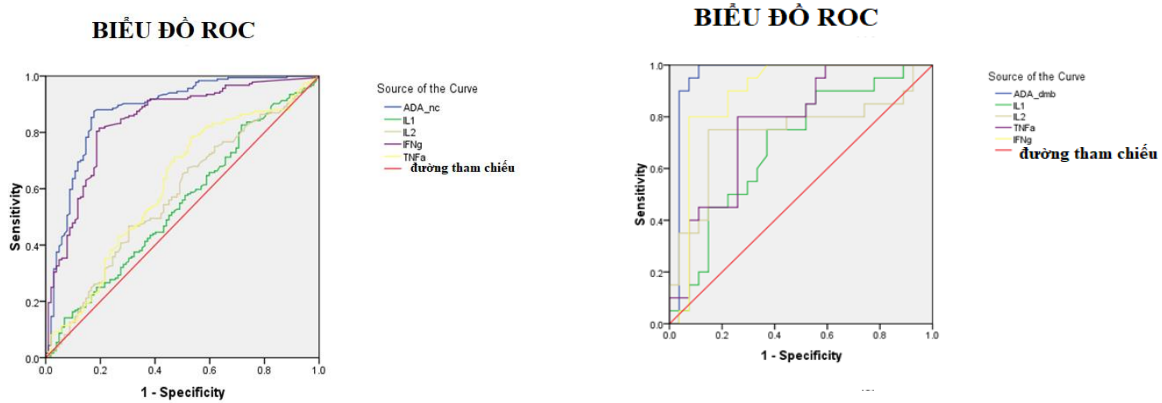 BIỂU ĐỒ ROC
1.0
0.8
0.6
0.4
0.2
0.0
Sensitivity
0.0 0.2 0.4 0.6 0.8 1.0
1 - Specificity
Source of the Curve
ADA_nc
IL1
IL2
IFNg
TNFa
đường tham chiếu
BIỂU ĐỒ ROC
1.0
0.8
0.6
0.4
0.2
0.0
Sensitivity
0.0 0.2 0.4 0.6 0.8 1.0
1 - Specificity
Source of the Curve
ADA_dmb
IL1
IL2
TNFa
IFNg
đường tham chiếu